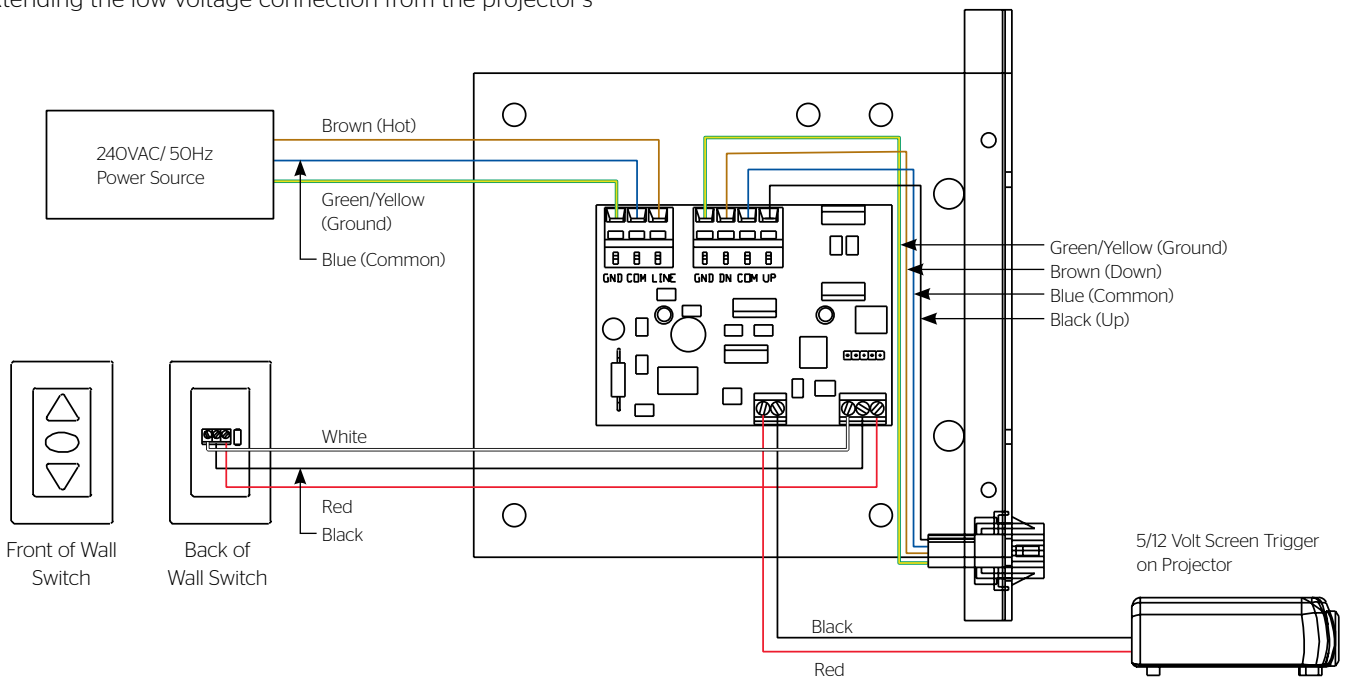 xtending the low voltage connection from the projector's
Brown (Hot)
240VAC/ 50Hz
Power Source
Green/Yellow
(Ground)
Blue (Common)
GND COM LINE
GND DN COM UP
Green/Yellow (Ground)
Brown (Down)
Blue (Common)
Black (Up)
White
Red
Black
Front of Wall
Switch
Back of
Wall Switch
5/12 Volt Screen Trigger
on Projector
Black
Red